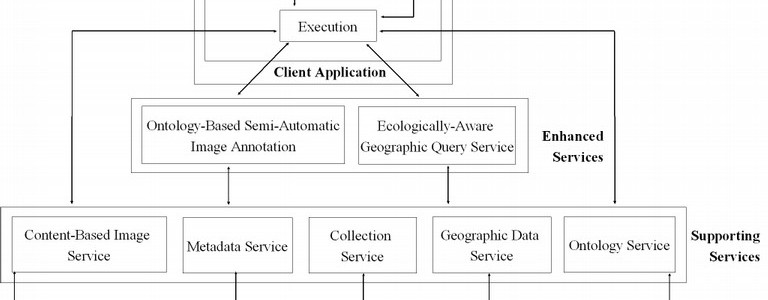 Execution
Client Application
Ontology-Based Semi-Automatic
Image Annotation
Ecologically-Aware
Geographic Query Service
Enhanced
Services
Content-Based Image
Service
Metadata Service
Collection
Service
Geographic Data
Service
Ontology Service
Supporting
Services